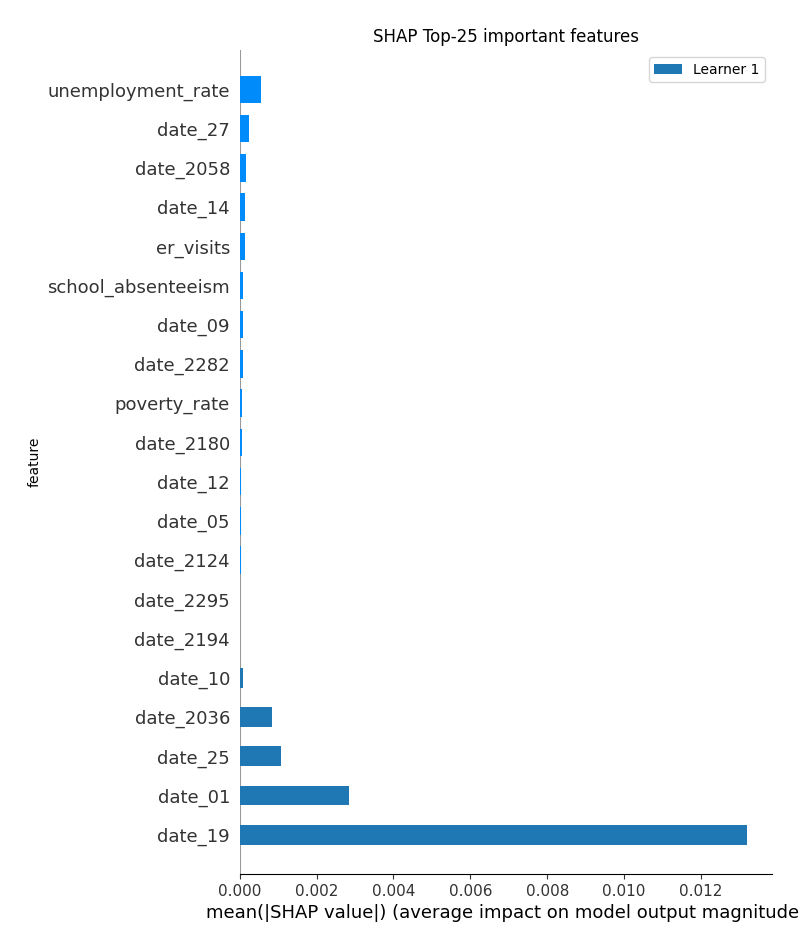 SHAP Top-25 important features
Learner 1
unemployment_rate
date_27
date_2058
date_14
er_visits
school_absenteeism
date_09
date_2282
poverty_rate
date_2180
date_12
date_05
date_2124
date_2295
date_2194
date_10
date_2036
date_25
date_01
date_19
feature
0.000 0.002 0.004 0.006 0.008 0.010 0.012
mean(|SHAP value|) (average impact on model output magnitude